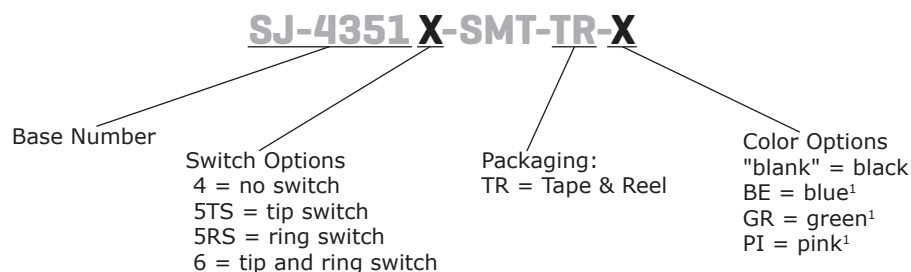 SJ-4351 X-SMT-TR-X
Base Number
Switch Options
4 = no switch
5TS = tip switch
5RS = ring switch
6 = tip and ring switch
Packaging:
TR = Tape & Reel
Color Options
"blank" = black
BE = blue¹
GR = green¹
PI = pink¹